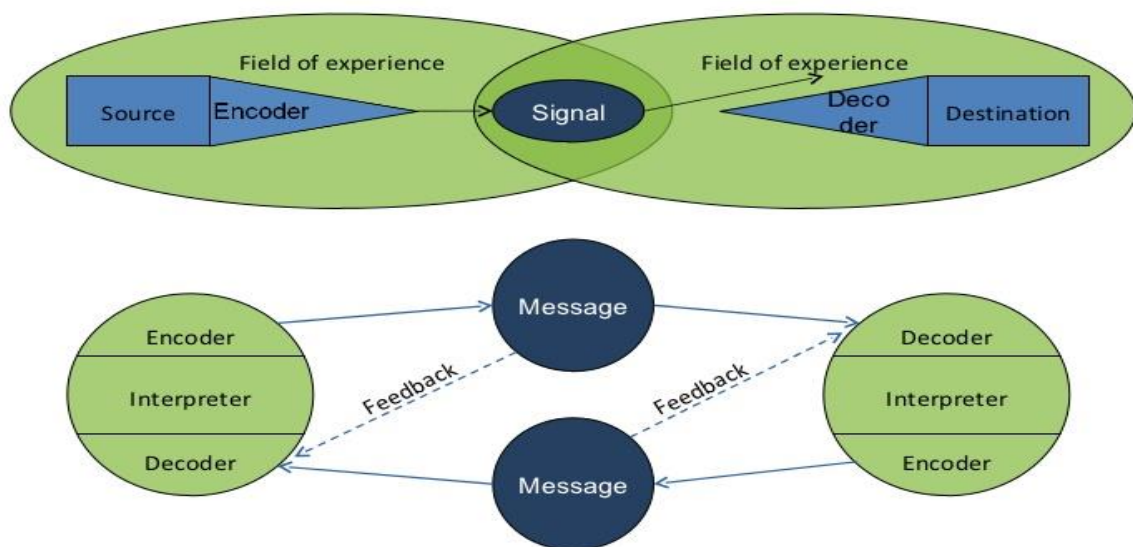 Field of experience
Field of experience
Source
Encoder
Signal
Deco
der
Destination
Message
Encoder
Decoder
Interpreter
Feedback
Feedback
Interpreter
Decoder
Encoder
Message